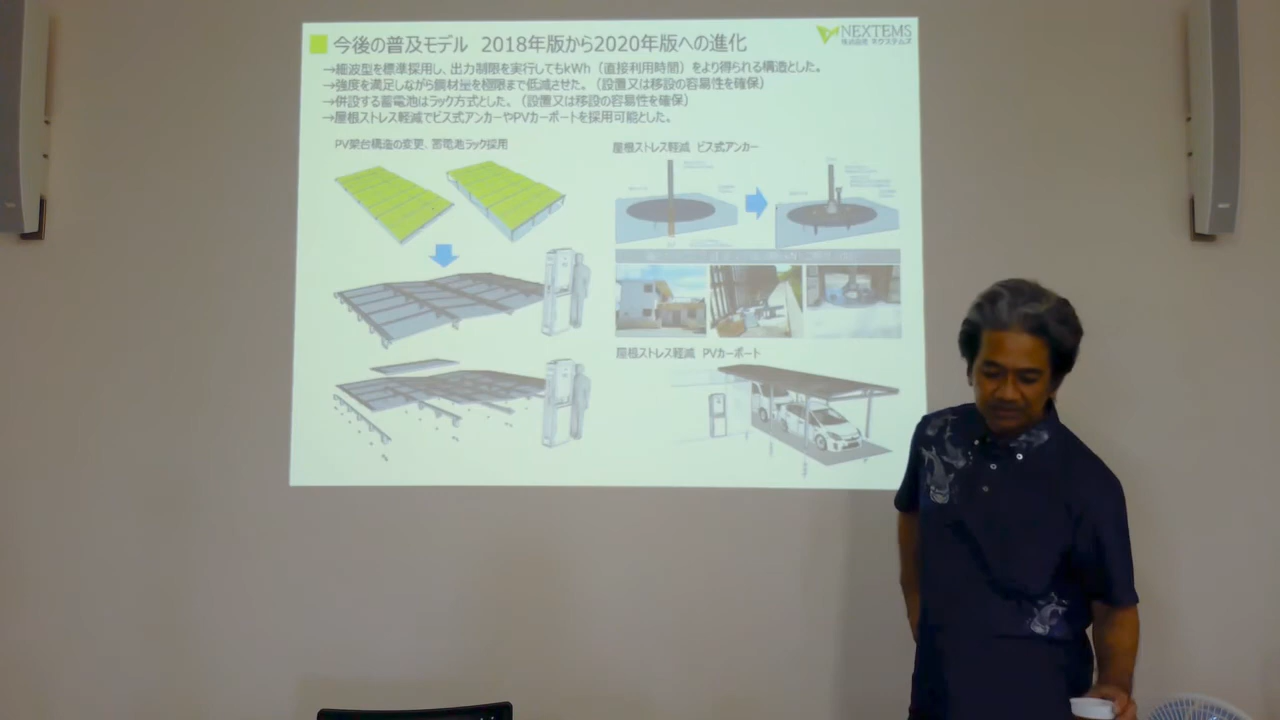 今後の普及モデル 2018年版から2020年版への進化
NEXTEMS
株式会社 ネクステムズ
→縦波型を標準採用し、出力制限を実行してもkWh(直接利用時間)をより得られる構造とした。
→強度を満足しながら鋼材量を極限まで低減させた。(設置又は移設の容易性を確保)
→併設する蓄電池はラック方式とした。(設置又は移設の容易性を確保)
→屋根ストレス軽減でビス式アンカーやPVカーポートを採用可能とした。
PV架台構造の変更、蓄電池ラック採用
屋根ストレス軽減 ビス式アンカー
屋根ストレス軽減 PVカーポート